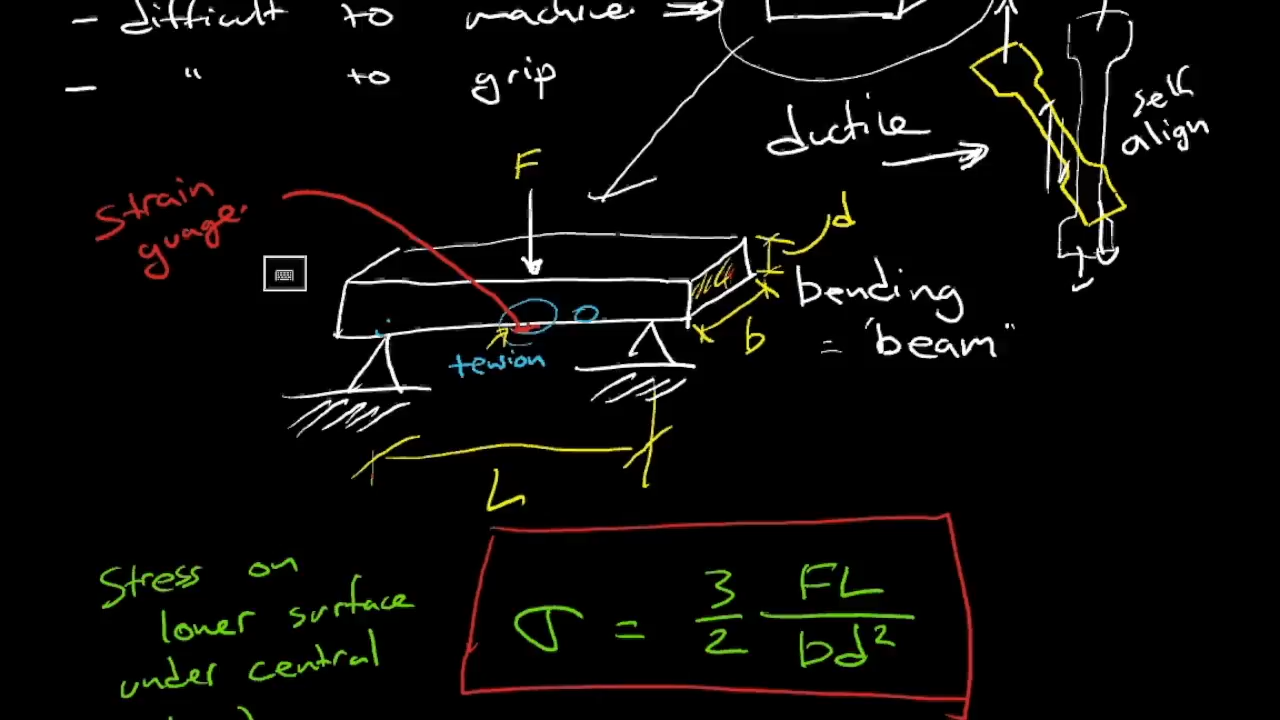 - difficult to machine. ⇒
- " to grip
ductile →
self
align
F
Strain
guage.
d
bending
= "beam"
b
tension
L
Stress on
lower surface
under central
σ = 3/2 FL/bd²